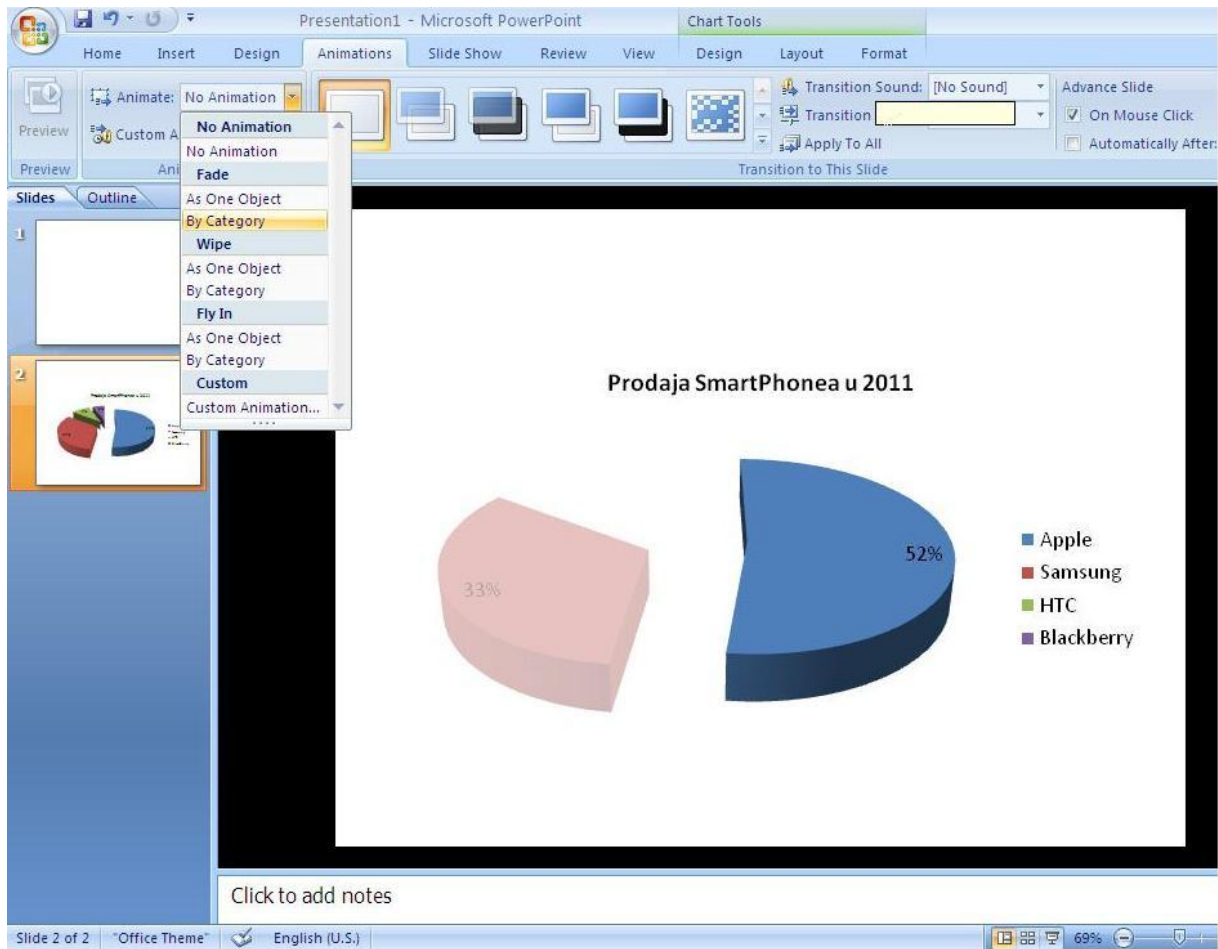 Presentation1 - Microsoft PowerPoint
Chart Tools
Home Insert Design Animations Slide Show Review View Design Layout Format
Preview
Animate: No Animation
Custom A
Transition Sound: [No Sound]
Transition
Apply To All
Advance Slide
On Mouse Click
Automatically After:
Preview
Ani
Transition to This Slide
No Animation
No Animation
Fade
As One Object
By Category
Wipe
As One Object
By Category
Fly In
As One Object
By Category
Custom
Custom Animation...
Slides Outline
1
2
Prodaja SmartPhonea u 2011
33%
52%
Apple
Samsung
HTC
Blackberry
Click to add notes
Slide 2 of 2 "Office Theme" English (U.S.) 69%